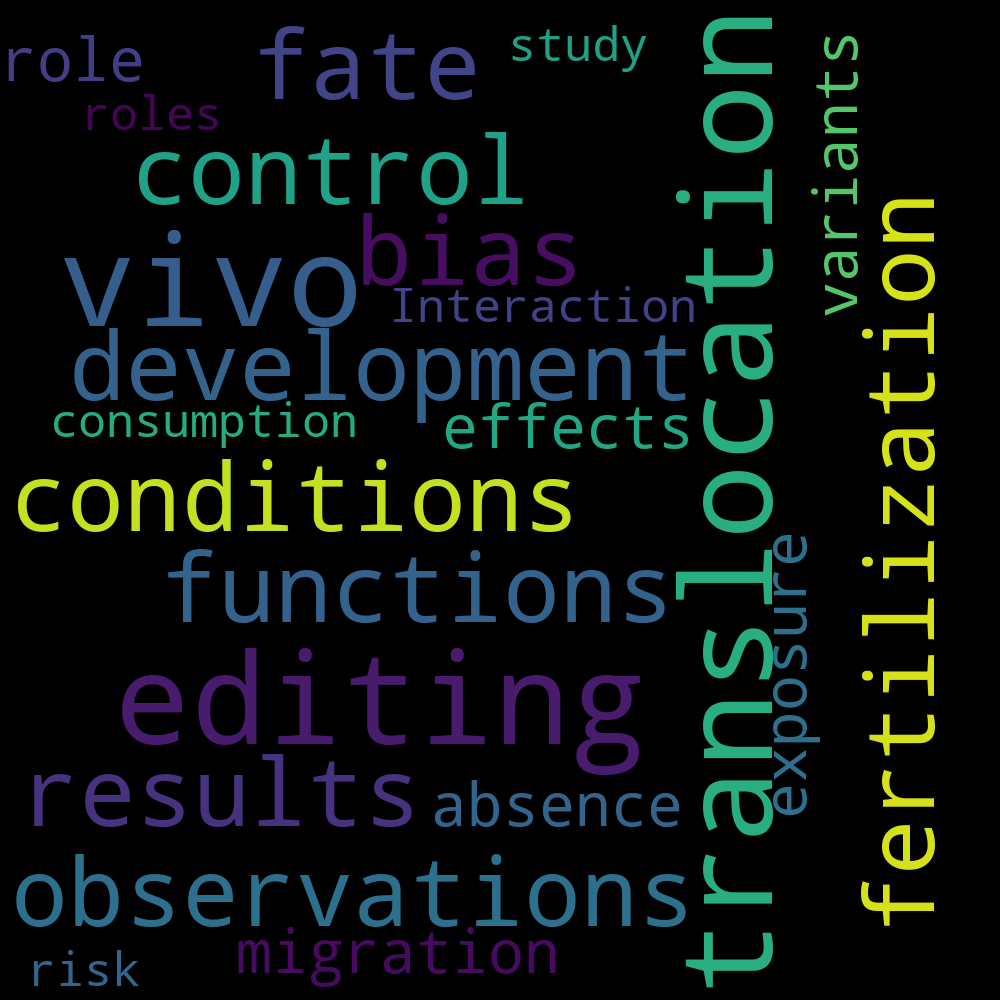 role
fate
study
roles
control
vivo
bias
Interaction
development
consumption
effects
conditions
functions
editing
results
absence
observations
migration
risk
translocation
variants
exposure
fertilization